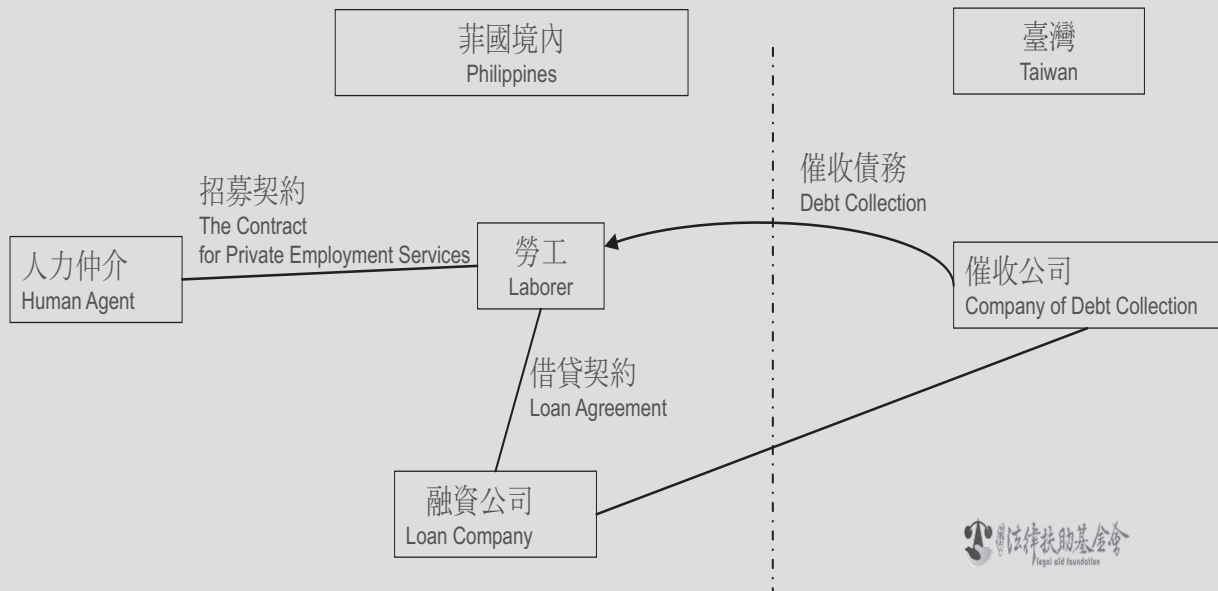 菲國境內
Philippines
臺灣
Taiwan
催收債務
Debt Collection
招募契約
The Contract
for Private Employment Services
人力仲介
Human Agent
勞工
Laborer
催收公司
Company of Debt Collection
借貸契約
Loan Agreement
融資公司
Loan Company
法律扶助基金會
legal aid foundation